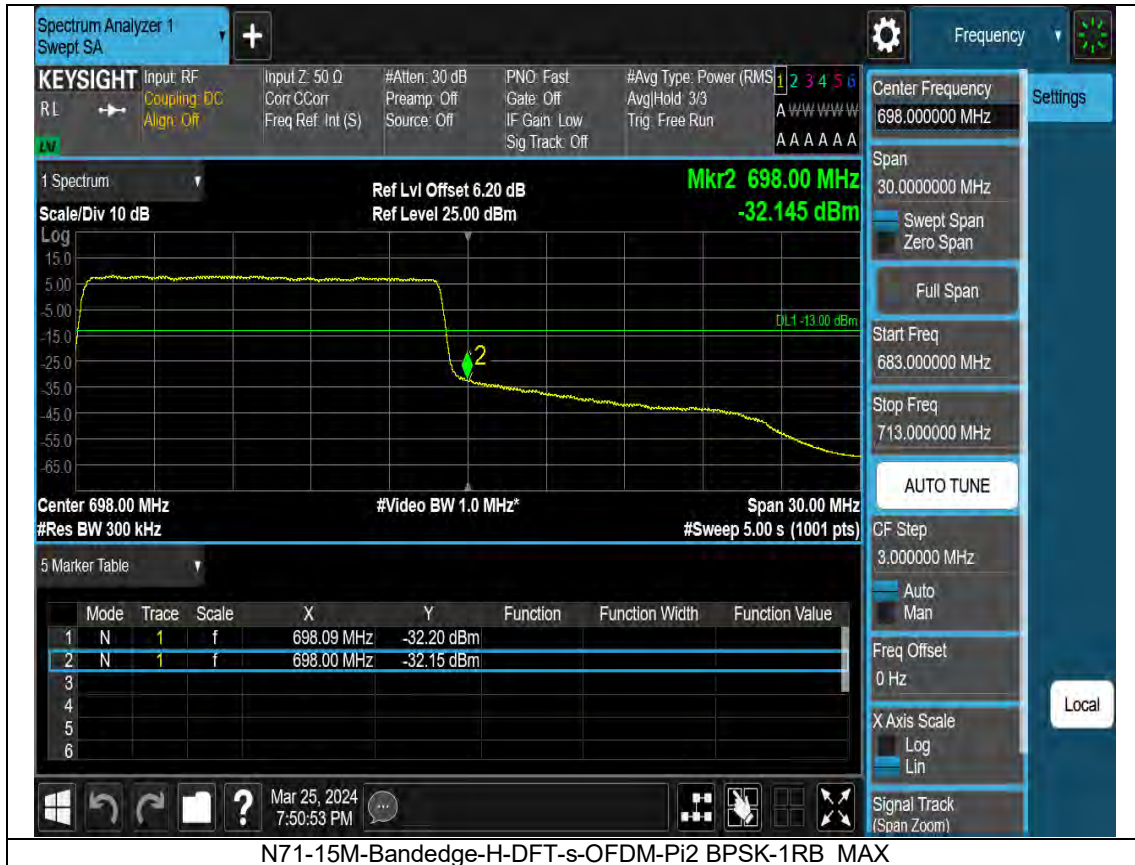 Spectrum Analyzer 1
Swept SA
+
Frequency
KEYSIGHT
RL
LXI
Input: RF
Coupling: DC
Align: Off
Input Z: 50 Ω
Corr CCorr
Freq Ref: Int (S)
#Atten: 30 dB
Preamp: Off
Source: Off
PNO: Fast
Gate: Off
IF Gain: Low
Sig Track: Off
#Avg Type: Power (RMS
Avg|Hold: 3/3
Trig: Free Run
1 2 3 4 5 6
A W W W W W
A A A A A A
1 Spectrum
Scale/Div 10 dB
Ref Lvl Offset 6.20 dB
Ref Level 25.00 dBm
Mkr2 698.00 MHz
-32.145 dBm
Log
15.0
5.00
-5.00
-15.0
-25.0
-35.0
-45.0
-55.0
-65.0
DL1 -13.00 dBm
2
Center 698.00 MHz
#Res BW 300 kHz
#Video BW 1.0 MHz*
Span 30.00 MHz
#Sweep 5.00 s (1001 pts)
5 Marker Table
Mode Trace Scale X Y Function Function Width Function Value
1 N 1 f 698.09 MHz -32.20 dBm
2 N 1 f 698.00 MHz -32.15 dBm
3
4
5
6
?
Mar 25, 2024
7:50:53 PM
Center Frequency
698.000000 MHz
Span
30.0000000 MHz
Swept Span
Zero Span
Full Span
Start Freq
683.000000 MHz
Stop Freq
713.000000 MHz
AUTO TUNE
CF Step
3.000000 MHz
Auto
Man
Freq Offset
0 Hz
X Axis Scale
Log
Lin
Signal Track
(Span Zoom)
Settings
Local
N71-15M-Bandedge-H-DFT-s-OFDM-Pi2 BPSK-1RB_MAX